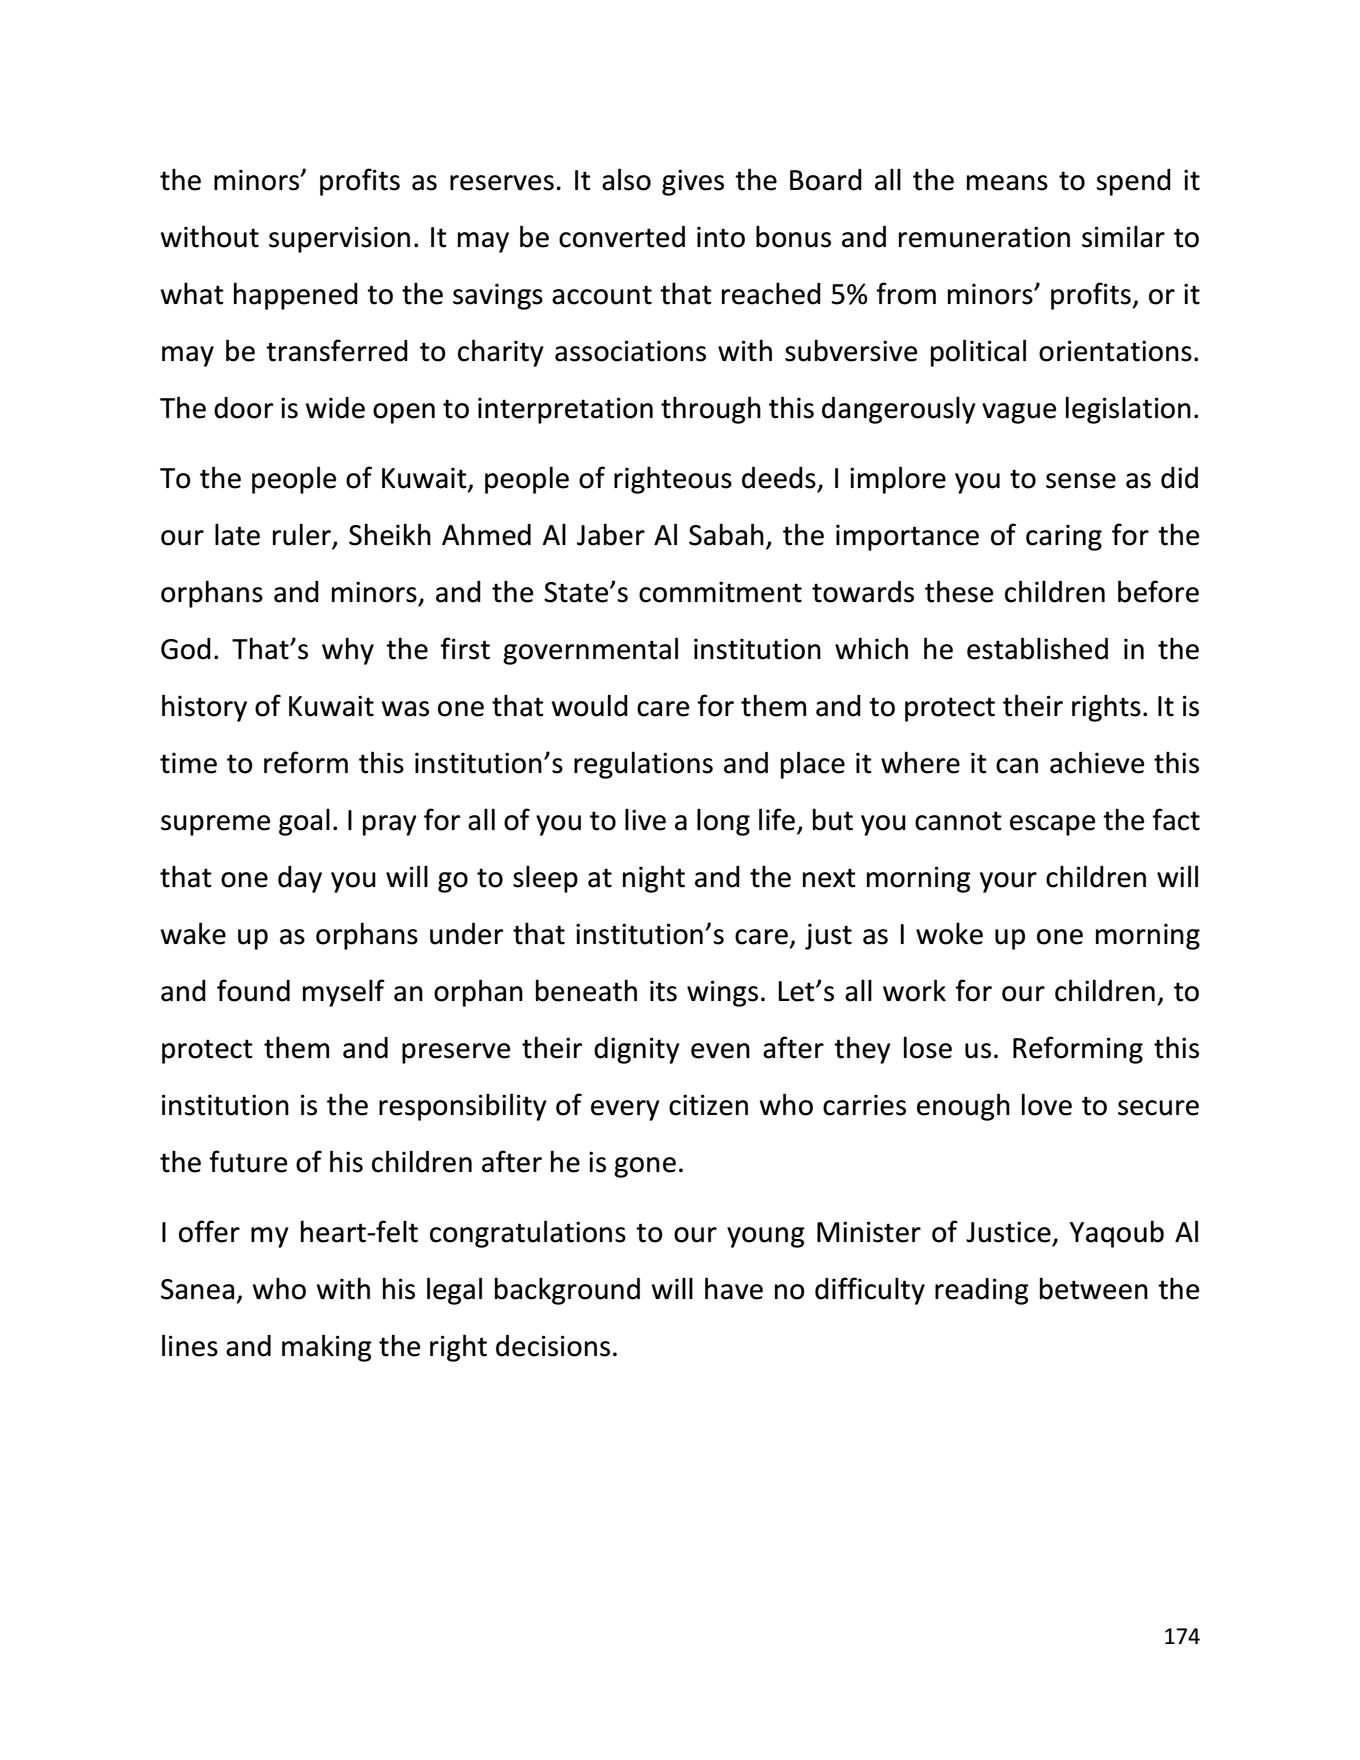 the minors’ profits as reserves. It also gives the Board all the means to spend it
without supervision. It may be converted into bonus and remuneration similar to
what happened to the savings account that reached 5% from minors’ profits, or it
may be transferred to charity associations with subversive political orientations.
The door is wide open to interpretation through this dangerously vague legislation.
To the people of Kuwait, people of righteous deeds, I implore you to sense as did
our late ruler, Sheikh Ahmed Al Jaber Al Sabah, the importance of caring for the
orphans and minors, and the State’s commitment towards these children before
God. That’s why the first governmental institution which he established in the
history of Kuwait was one that would care for them and to protect their rights. It is
time to reform this institution’s regulations and place it where it can achieve this
supreme goal. I pray for all of you to live a long life, but you cannot escape the fact
that one day you will go to sleep at night and the next morning your children will
wake up as orphans under that institution’s care, just as I woke up one morning
and found myself an orphan beneath its wings. Let’s all work for our children, to
protect them and preserve their dignity even after they lose us. Reforming this
institution is the responsibility of every citizen who carries enough love to secure
the future of his children after he is gone.
I offer my heart-felt congratulations to our young Minister of Justice, Yaqoub Al
Sanea, who with his legal background will have no difficulty reading between the
lines and making the right decisions.
174